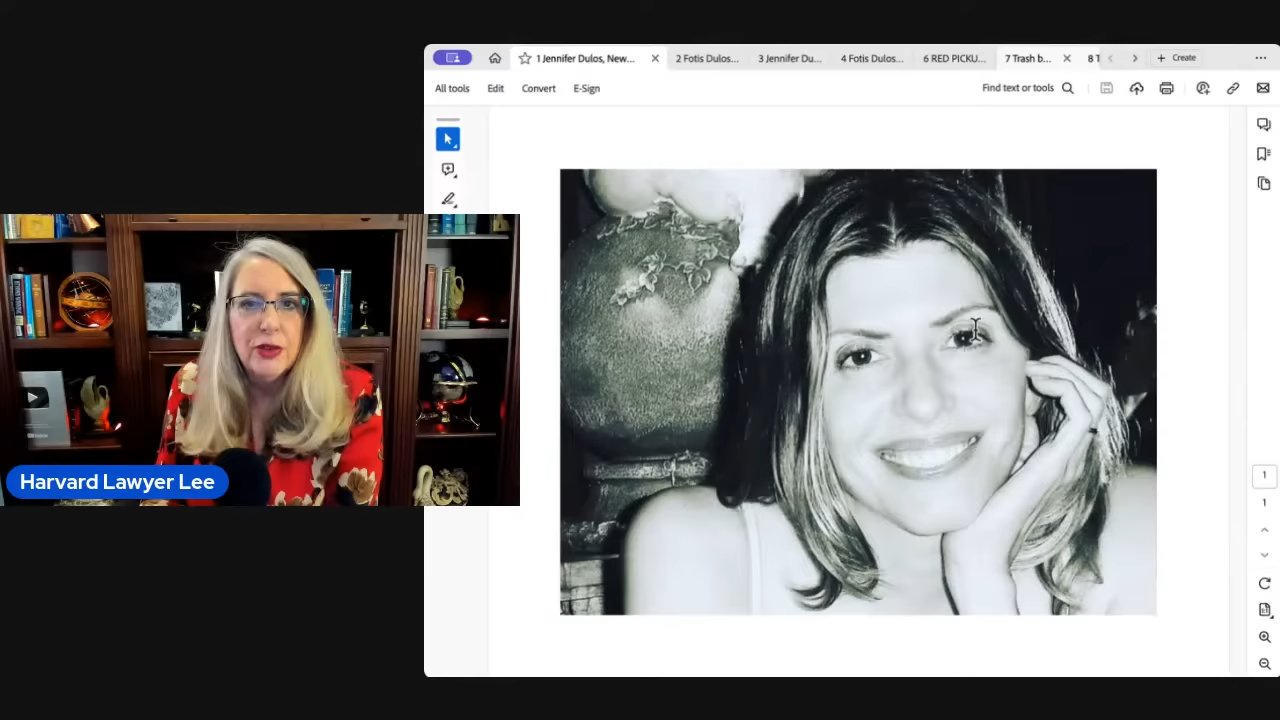 1 Jennifer Dulos, New...
2 Fotis Dulos...
3 Jennifer Du...
4 Fotis Dulos...
6 RED PICKU...
7 Trash b...
8 T
Create
All tools
Edit
Convert
E-Sign
Find text or tools
Harvard Lawyer Lee
1
1